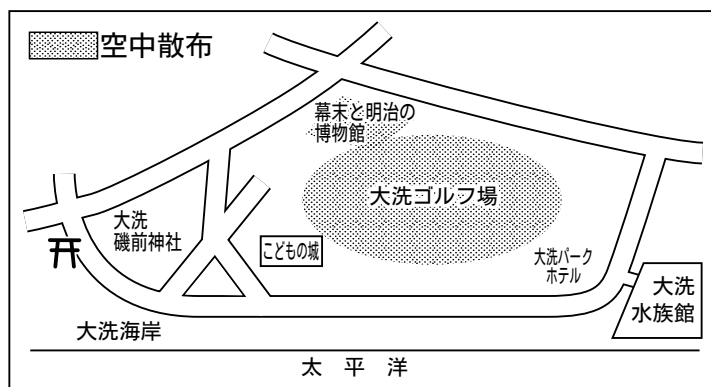 空中散布
幕末と明治の
博物館
大洗ゴルフ場
大洗
磯前神社
こどもの城
大洗パーク
ホテル
大洗
水族館
大洗海岸
太 平 洋